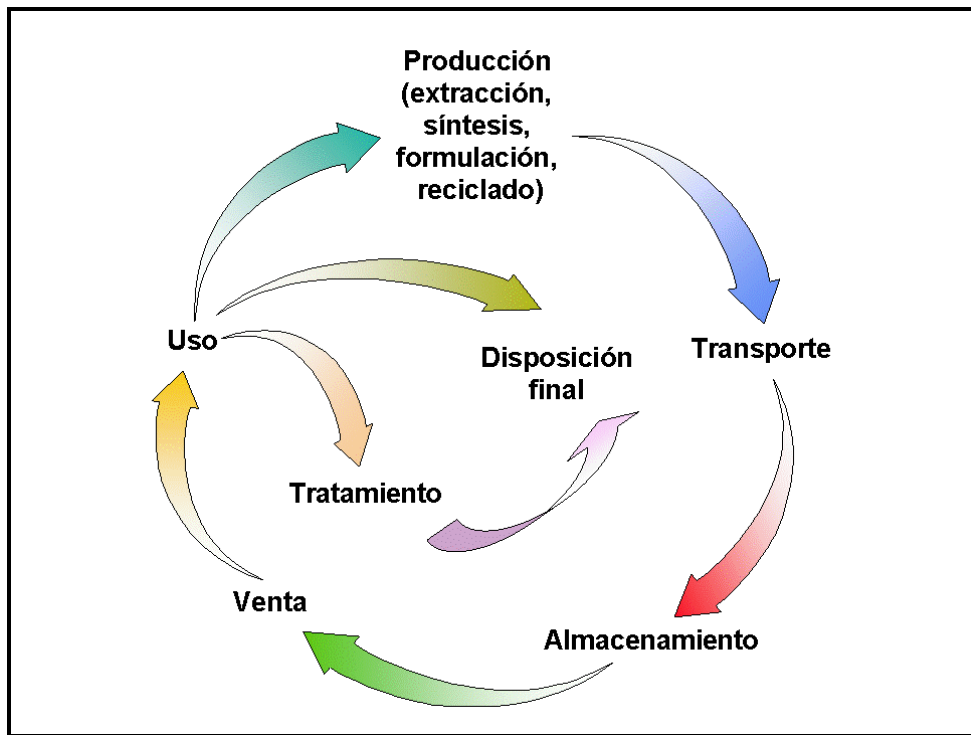 Producción
(extracción,
síntesis,
formulación,
reciclado)
Uso
Disposición
final
Transporte
Tratamiento
Venta
Almacenamiento